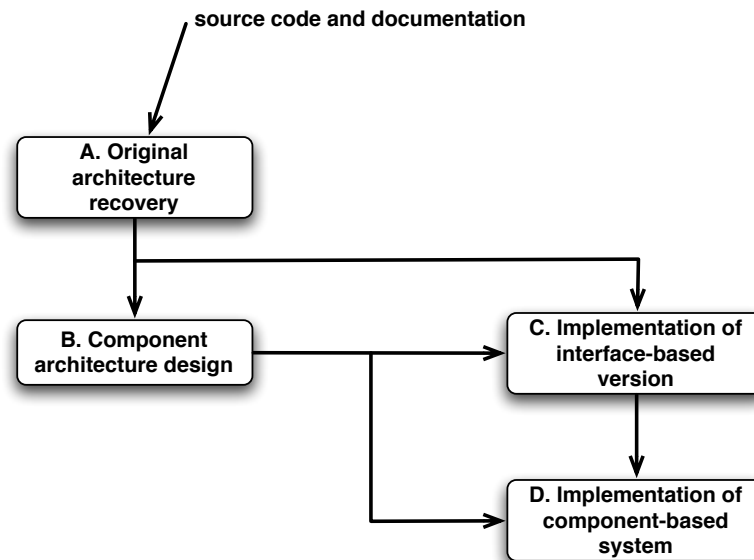 source code and documentation
A. Original
architecture
recovery
B. Component
architecture design
C. Implementation of
interface-based
version
D. Implementation of
component-based
system